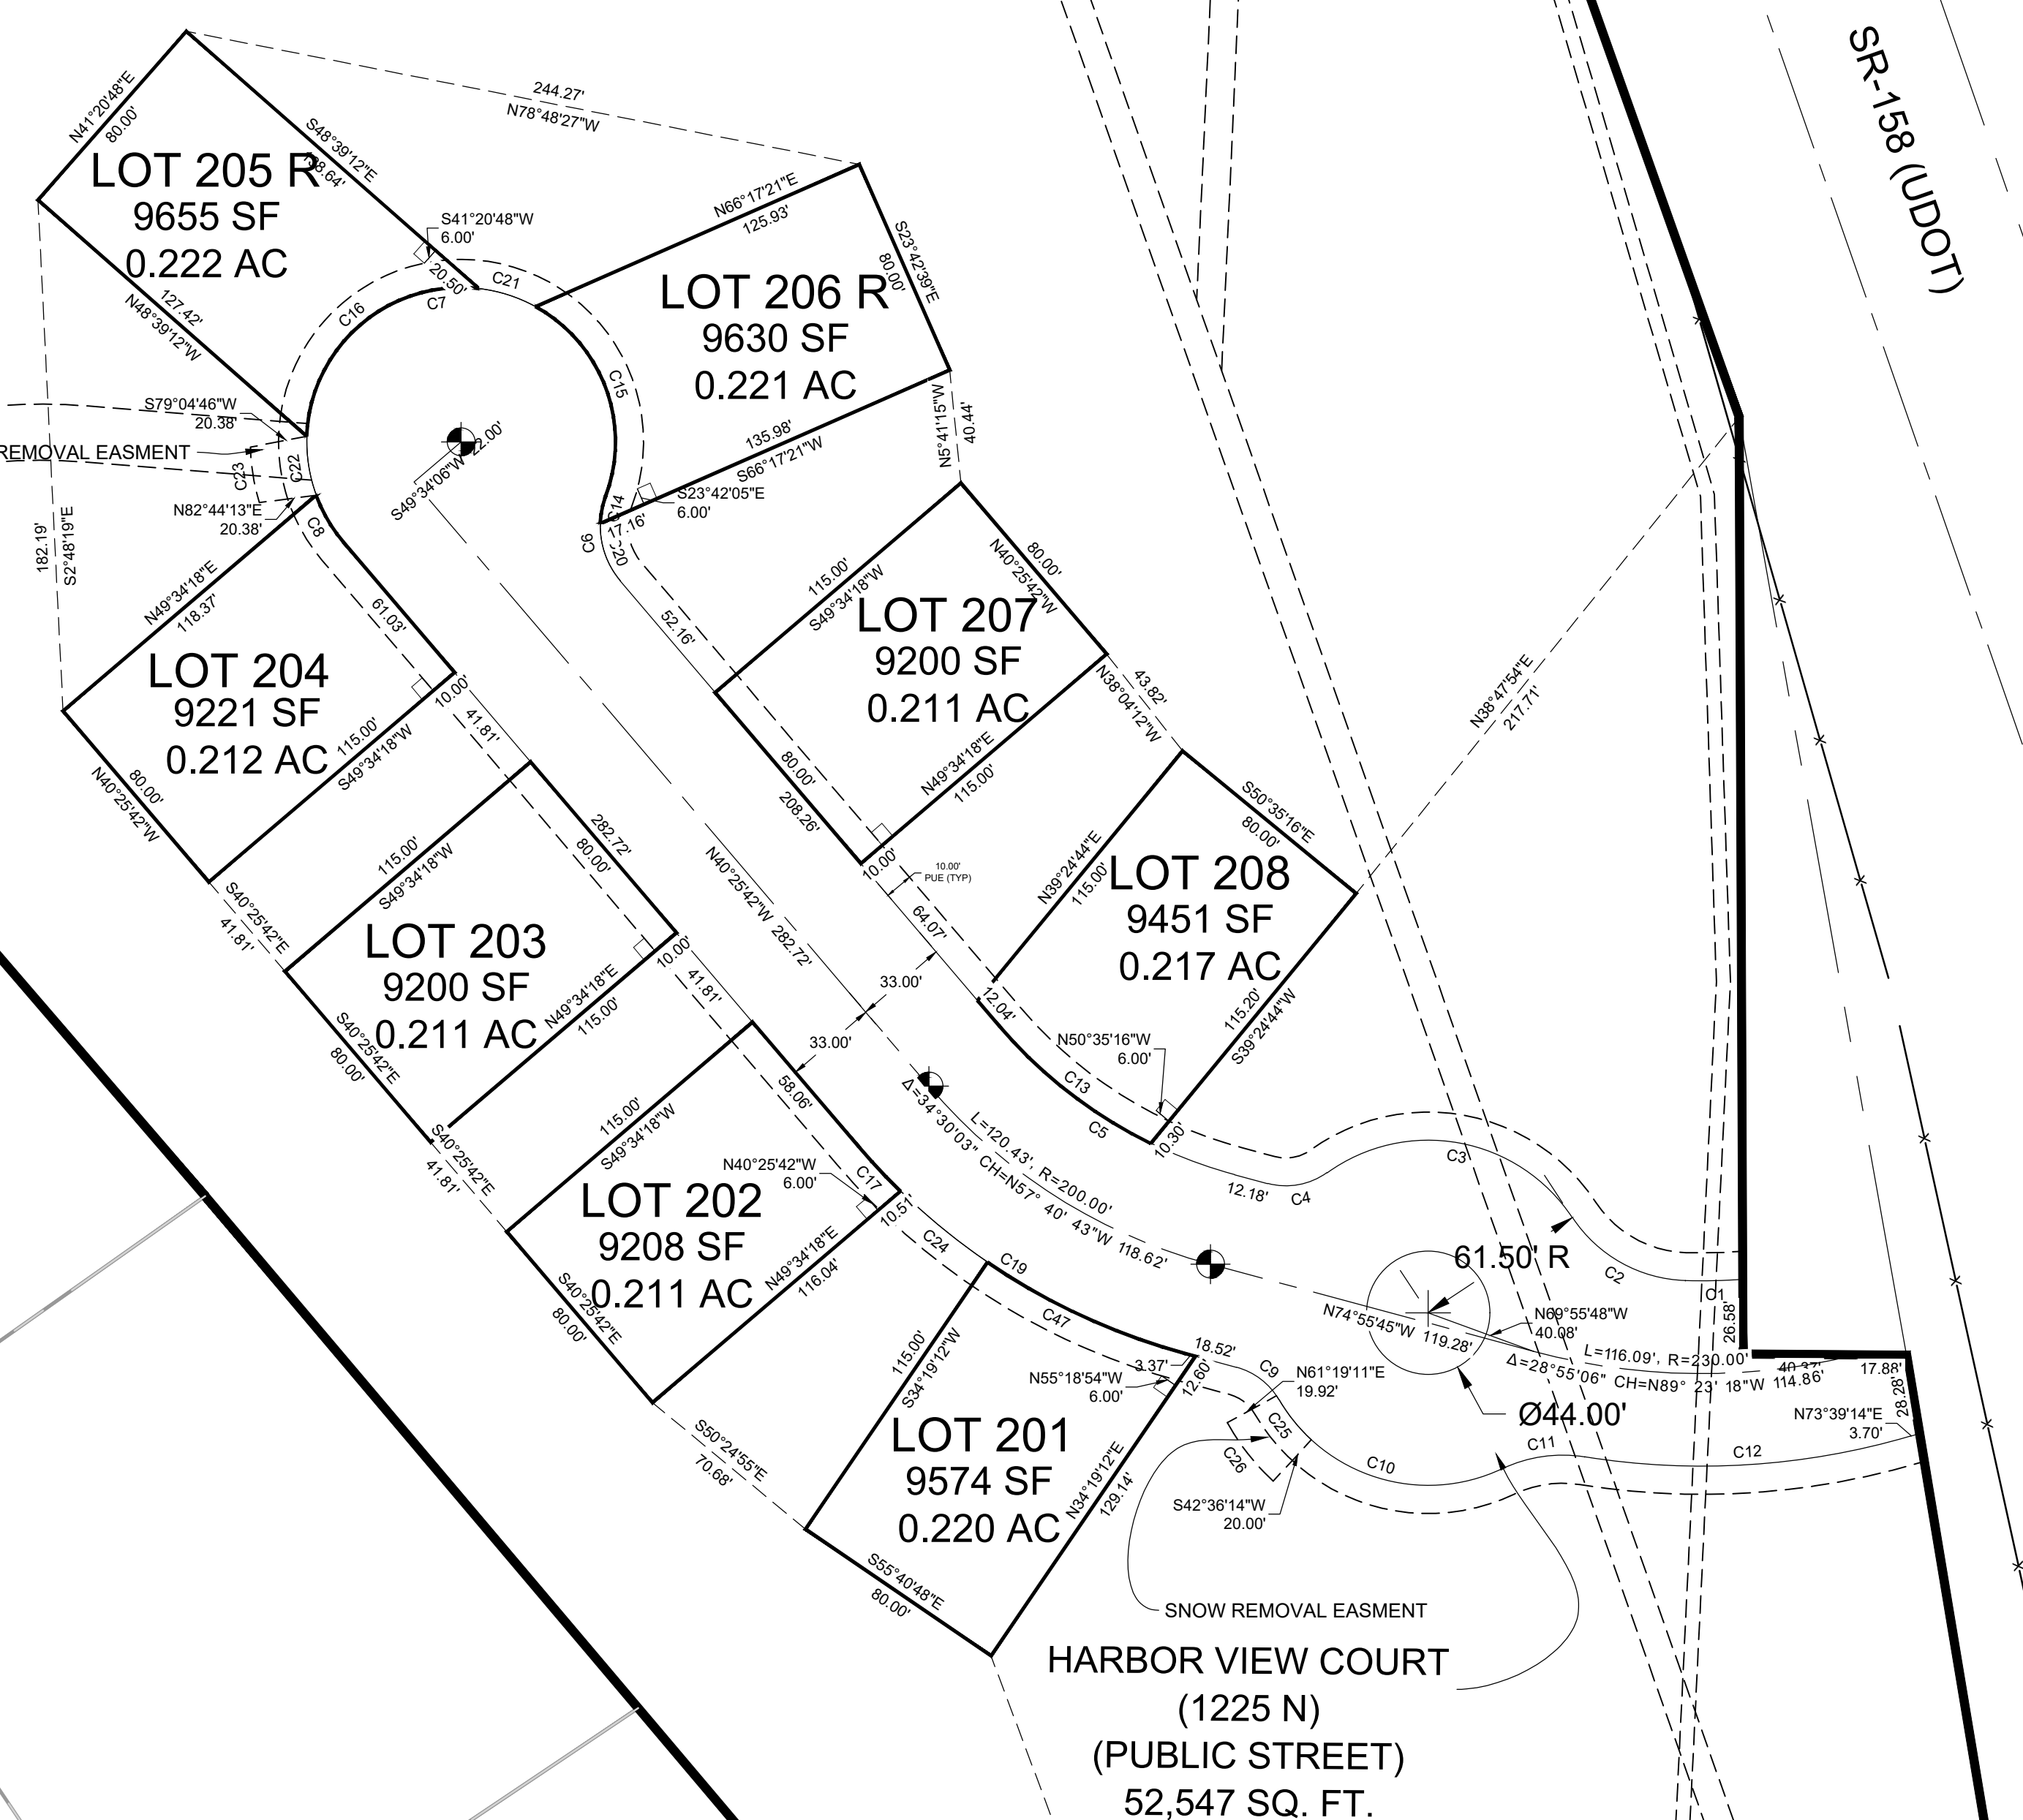 SR-158 (UDOT)
N41°20'48"E
80.00'
S48°39'12"E
LOT 205 R
9655 SF
0.222 AC
127.42'
N48°39'12"W
244.27'
N78°48'27"W
S41°20'48"W
6.00'
20.50'
C21
C7
C16
N66°17'21"E
125.93'
S23°42'39"E
80.00'
LOT 206 R
9630 SF
0.221 AC
C15
135.98'
S66°17'21"W
N5°41'15"W
40.44'
S79°04'46"W
20.38'
REMOVAL EASMENT
C23
C22
N82°44'13"E
20.38'
C8
S49°34'06"W 22.00'
S23°42'05"E
6.00'
C14
17.16'
C20
C6
182.19'
S2°48'19"E
N49°34'18"E
118.37'
61.03'
LOT 204
9221 SF
0.212 AC
10.00'
41.81'
115.00'
S49°34'18"W
80.00'
N40°25'42"W
52.16'
115.00'
S49°34'18"W
80.00'
N40°25'42"W
LOT 207
9200 SF
0.211 AC
80.00'
208.26'
N49°34'18"E
115.00'
10.00'
43.82'
N38°04'12"W
10.00'
PUE (TYP)
64.07'
N38°47'54"E
217.71'
S50°35'16"E
80.00'
N39°24'44"E
115.00'
LOT 208
9451 SF
0.217 AC
115.20'
S39°24'44"W
12.04'
N50°35'16"W
6.00'
C13
C5
10.30'
S40°25'42"E
41.81'
115.00'
S49°34'18"W
282.72'
80.00'
LOT 203
9200 SF
0.211 AC
N49°34'18"E
115.00'
10.00'
41.81'
S40°25'42"E
80.00'
N40°25'42"W 282.72'
33.00'
33.00'
S40°25'42"E
41.81'
115.00'
S49°34'18"W
58.06'
N40°25'42"W
6.00'
C17
LOT 202
9208 SF
0.211 AC
10.51'
N49°34'18"E
116.04'
S40°25'42"E
80.00'
L=120.43', R=200.00'
Δ=34°30'03" CH=N57° 40' 43"W 118.62'
12.18'
C4
C3
C2
C1
26.58'
61.50' R
N69°55'48"W
40.08'
N74°55'45"W 119.28'
L=116.09', R=230.00'
Δ=28°55'06" CH=N89° 23' 18"W 114.86'
40.37'
17.88'
28.28'
Ø44.00'
N73°39'14"E
3.70'
C24
C19
C47
18.52'
3.37'
12.60'
C9
N61°19'11"E
19.92'
N55°18'54"W
6.00'
115.00'
S34°19'12"W
LOT 201
9574 SF
0.220 AC
N34°19'12"E
129.14'
C25
C26
C10
C11
C12
S42°36'14"W
20.00'
S50°24'55"E
70.68'
S55°40'48"E
80.00'
SNOW REMOVAL EASMENT
HARBOR VIEW COURT
(1225 N)
(PUBLIC STREET)
52,547 SQ. FT.